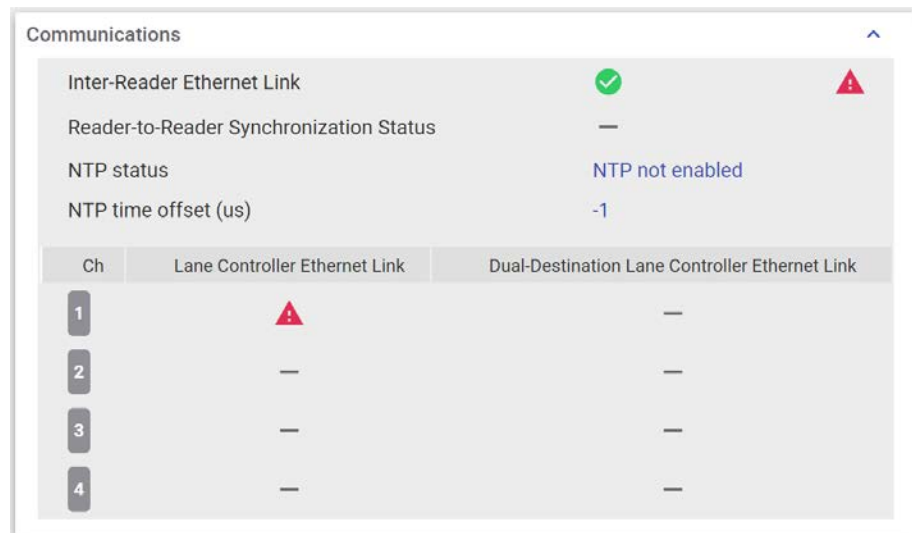 Communications
Inter-Reader Ethernet Link
Reader-to-Reader Synchronization Status —
NTP status NTP not enabled
NTP time offset (us) -1
Ch Lane Controller Ethernet Link Dual-Destination Lane Controller Ethernet Link
1 —
2 — —
3 — —
4 — —